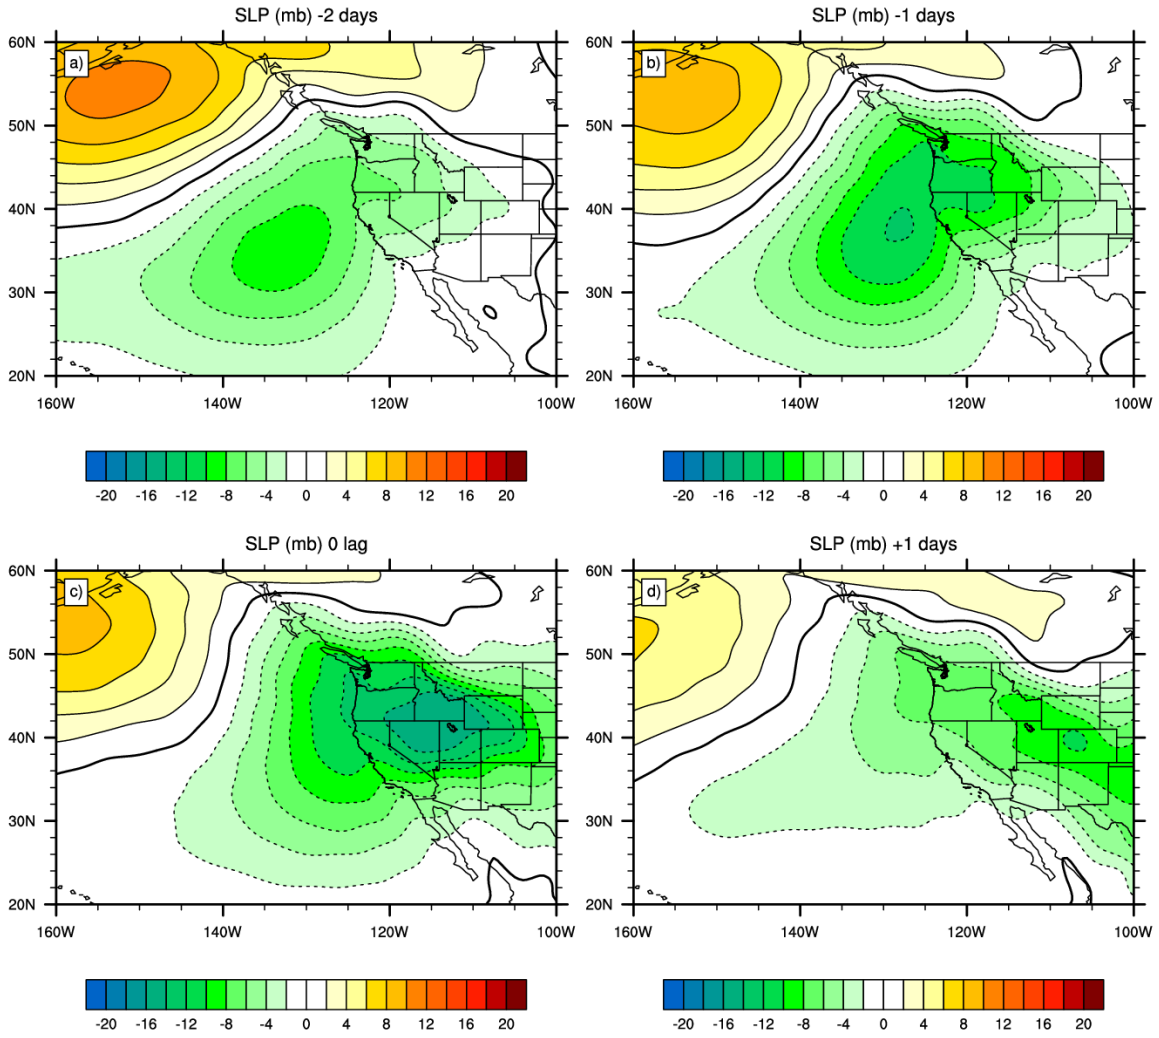 SLP (mb) -2 days
SLP (mb) -1 days
60N
a)
60N
b)
50N
50N
40N
40N
30N
30N
20N
20N
160W 140W 120W 100W
160W 140W 120W 100W
-20 -16 -12 -8 -4 0 4 8 12 16 20
-20 -16 -12 -8 -4 0 4 8 12 16 20
SLP (mb) 0 lag
SLP (mb) +1 days
60N
c)
60N
d)
50N
50N
40N
40N
30N
30N
20N
20N
160W 140W 120W 100W
160W 140W 120W 100W
-20 -16 -12 -8 -4 0 4 8 12 16 20
-20 -16 -12 -8 -4 0 4 8 12 16 20